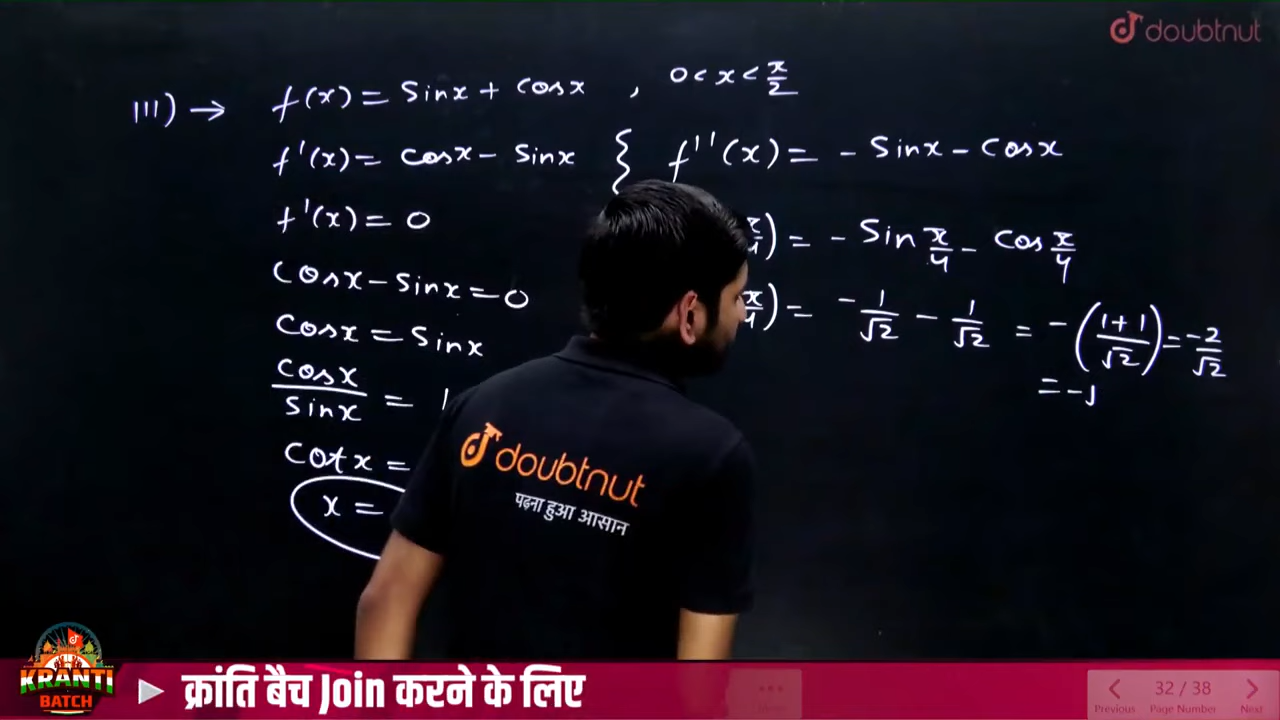 doubtnut
III) → f(x) = Sinx + Cosx , 0 < x < π/2
f'(x) = Cosx - Sinx { f''(x) = - Sinx - Cosx
f'(x) = 0
π/4) = - Sin π/4 - Cos π/4
Cosx - Sinx = 0
π/4) = - 1/√2 - 1/√2 = - (1+1/√2) = -2/√2
Cosx = Sinx
= -
Cosx/Sinx =
Cotx =
x =
doubtnut
पढ़ना हुआ आसान
KRANTI
BATCH
क्रांति बैच Join करने के लिए
32 / 38
Previous Page Number Next